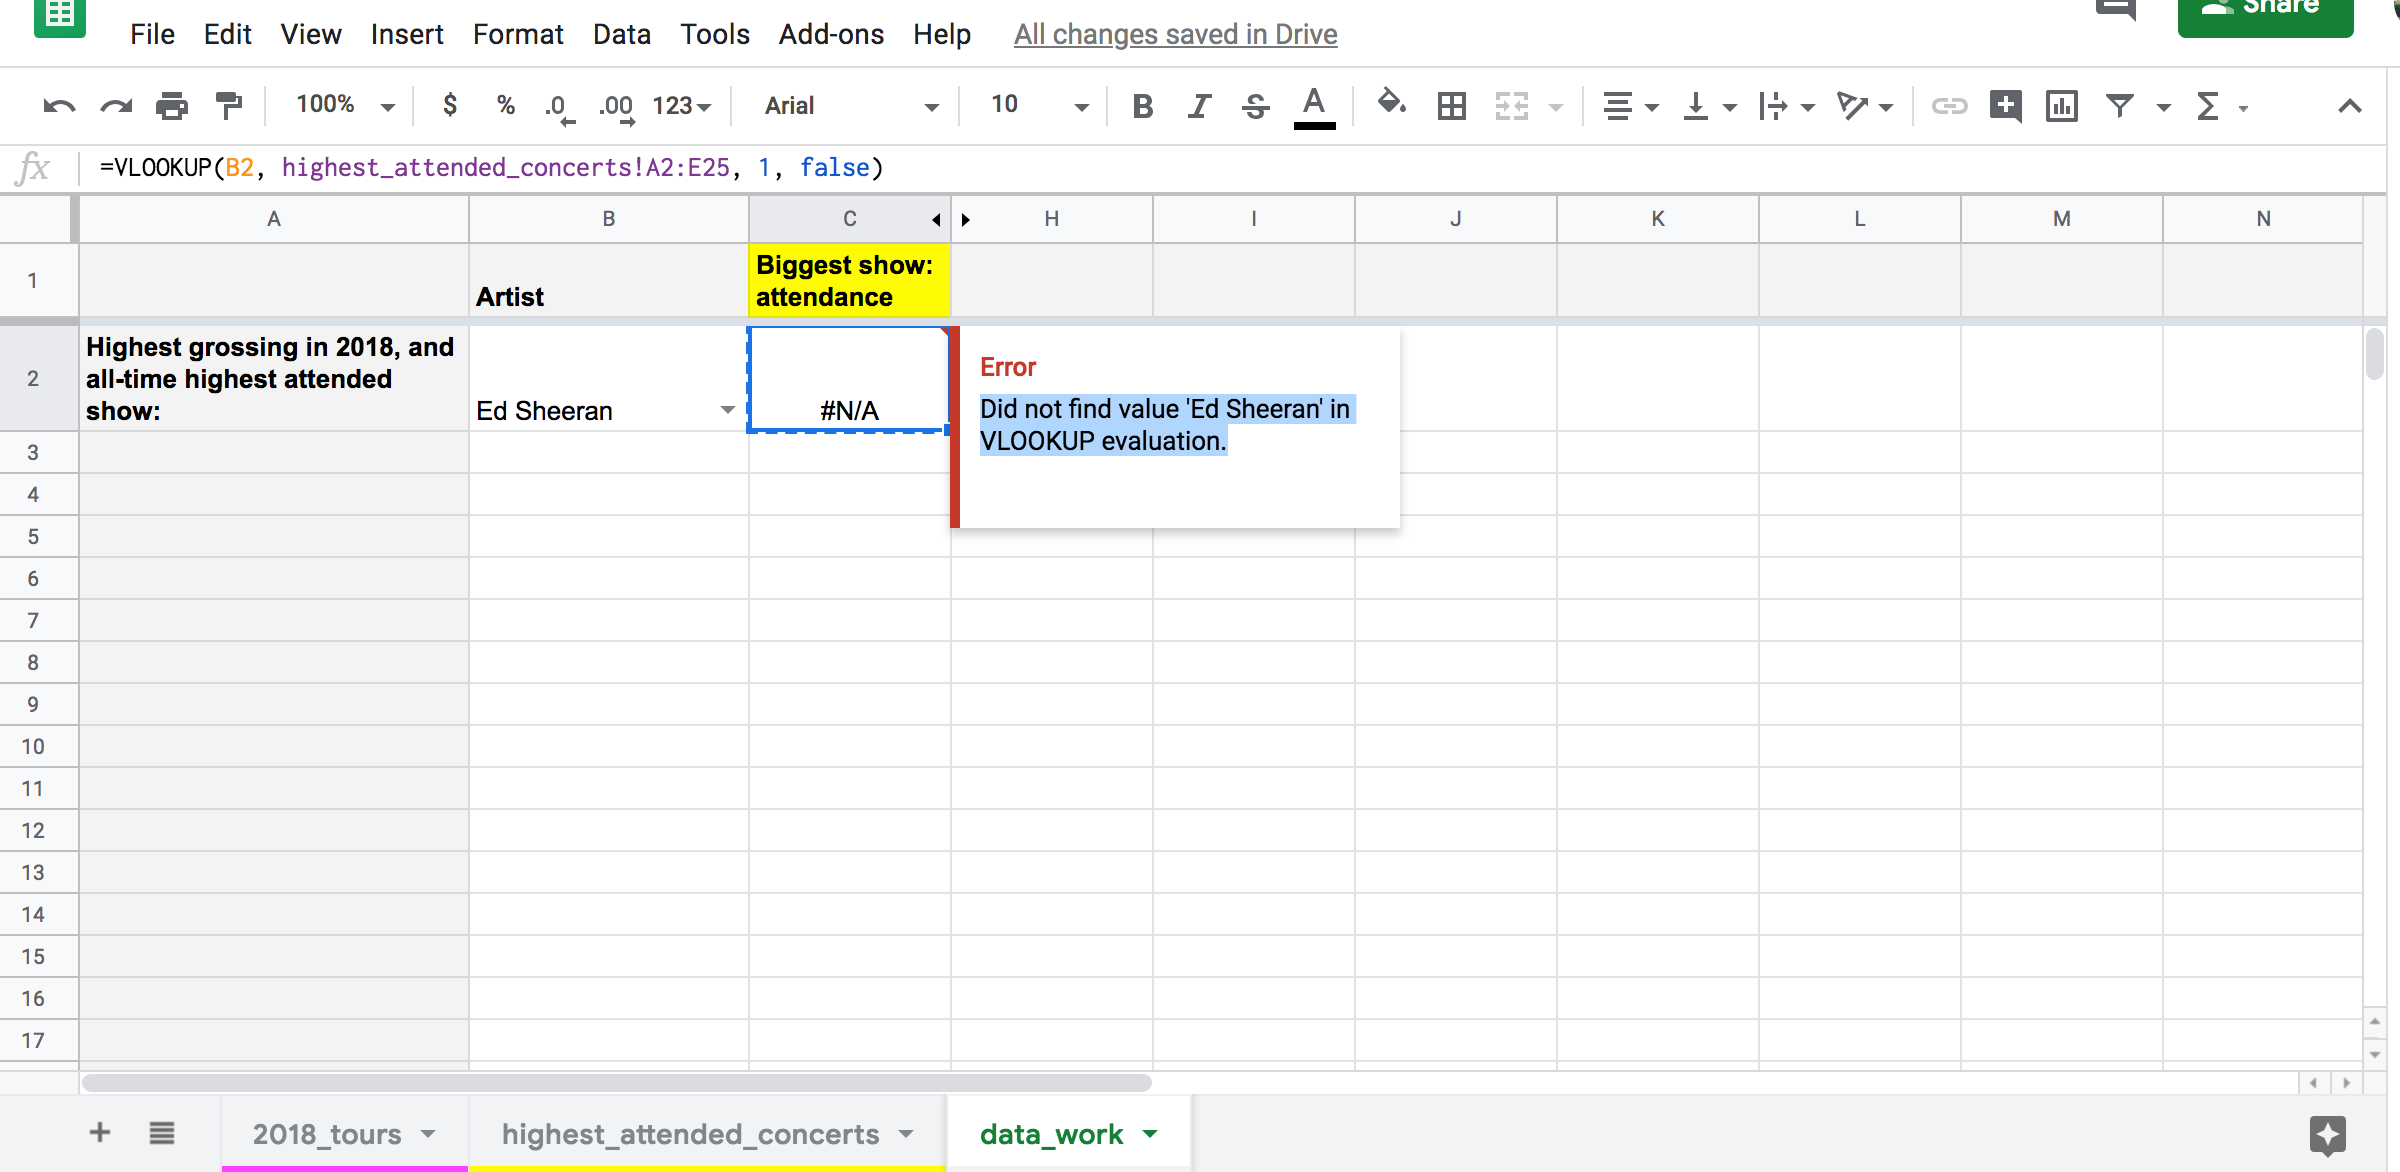 Share
File Edit View Insert Format Data Tools Add-ons Help All changes saved in Drive
100% $ % .0 .00 123 Arial 10 B I S A Σ
fx =VLOOKUP(B2, highest_attended_concerts!A2:E25, 1, false)
A B C H I J K L M N
1 Artist Biggest show:
attendance
2 Highest grossing in 2018, and
all-time highest attended
show:
Ed Sheeran #N/A
Error
Did not find value 'Ed Sheeran' in
VLOOKUP evaluation.
3
4
5
6
7
8
9
10
11
12
13
14
15
16
17
+ 2018_tours highest_attended_concerts data_work